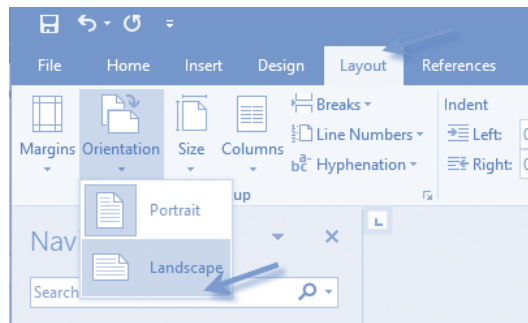 File Home Insert Design Layout References
Breaks Indent
Line Numbers Left:
Margins Orientation Size Columns Hyphenation Right:
Portrait up
Navi
Landscape
Search